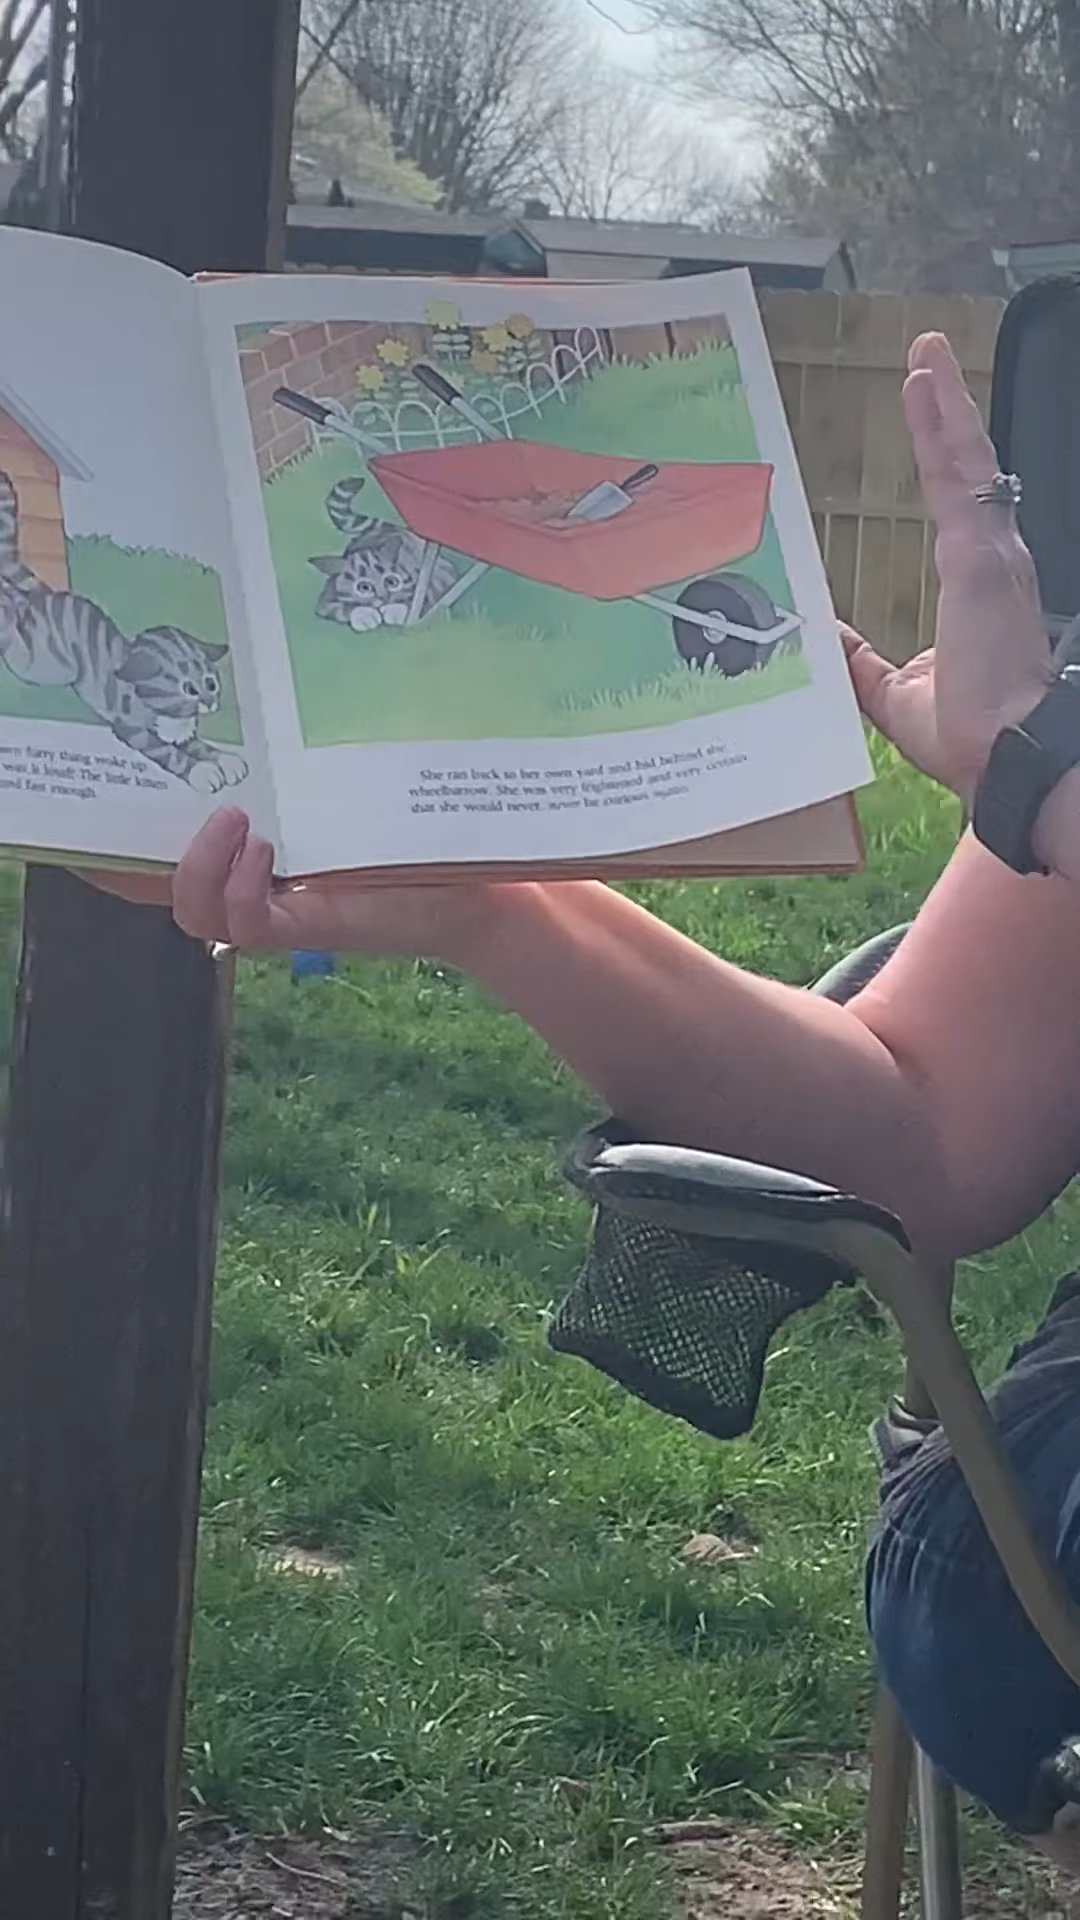 furry thing woke up.
was it loud! The little kitten
fast enough.
She ran back to her own yard and hid behind the
wheelbarrow. She was very frightened and very certain
that she would never, never be curious again.